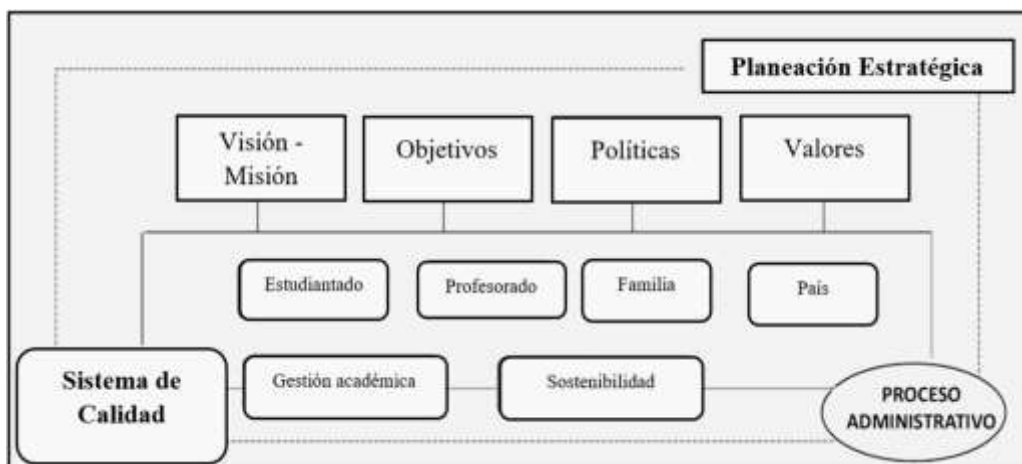 Planeación Estratégica
Visión -
Misión
Objetivos
Políticas
Valores
Estudiantado
Profesorado
Familia
País
Sistema de
Calidad
Gestión académica
Sostenibilidad
PROCESO
ADMINISTRATIVO